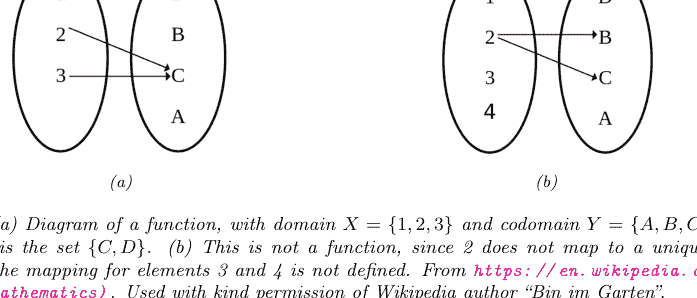 1 D
2 B 2 B
3 C 3 C
4
A A
(a) (b)
(a) Diagram of a function, with domain X = {1, 2, 3} and codomain Y = {A, B, C
is the set {C, D}. (b) This is not a function, since 2 does not map to a uniqu
the mapping for elements 3 and 4 is not defined. From https://en.wikipedia.
athematics). Used with kind permission of Wikipedia author “Bin im Garten”.